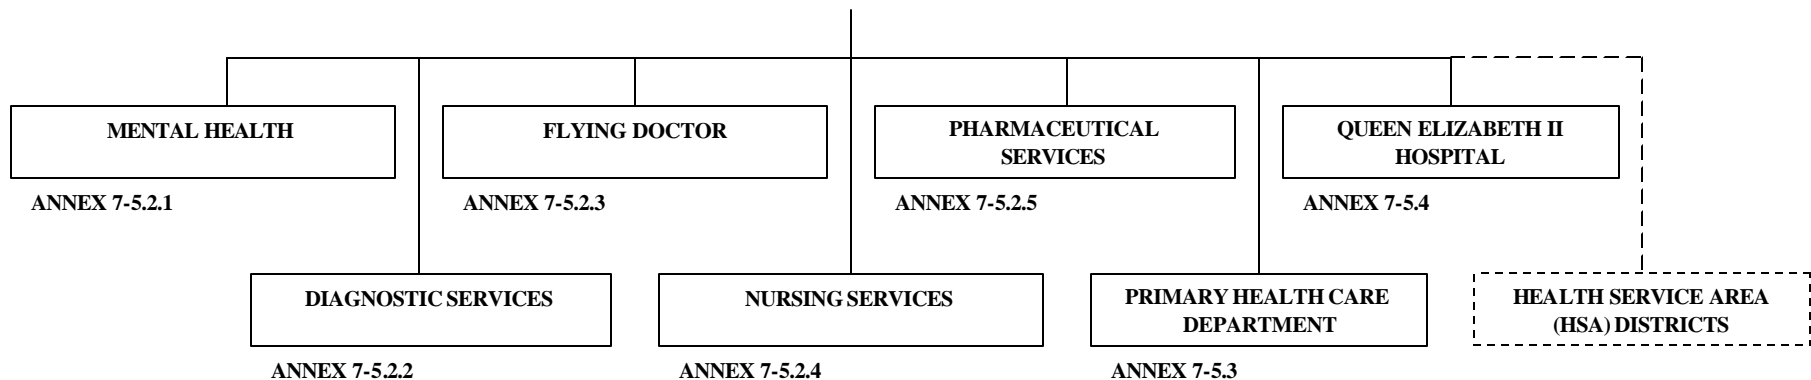 MENTAL HEALTH
ANNEX 7-5.2.1
FLYING DOCTOR
ANNEX 7-5.2.3
PHARMACEUTICAL
SERVICES
ANNEX 7-5.2.5
QUEEN ELIZABETH II
HOSPITAL
ANNEX 7-5.4
DIAGNOSTIC SERVICES
ANNEX 7-5.2.2
NURSING SERVICES
ANNEX 7-5.2.4
PRIMARY HEALTH CARE
DEPARTMENT
ANNEX 7-5.3
HEALTH SERVICE AREA
(HSA) DISTRICTS